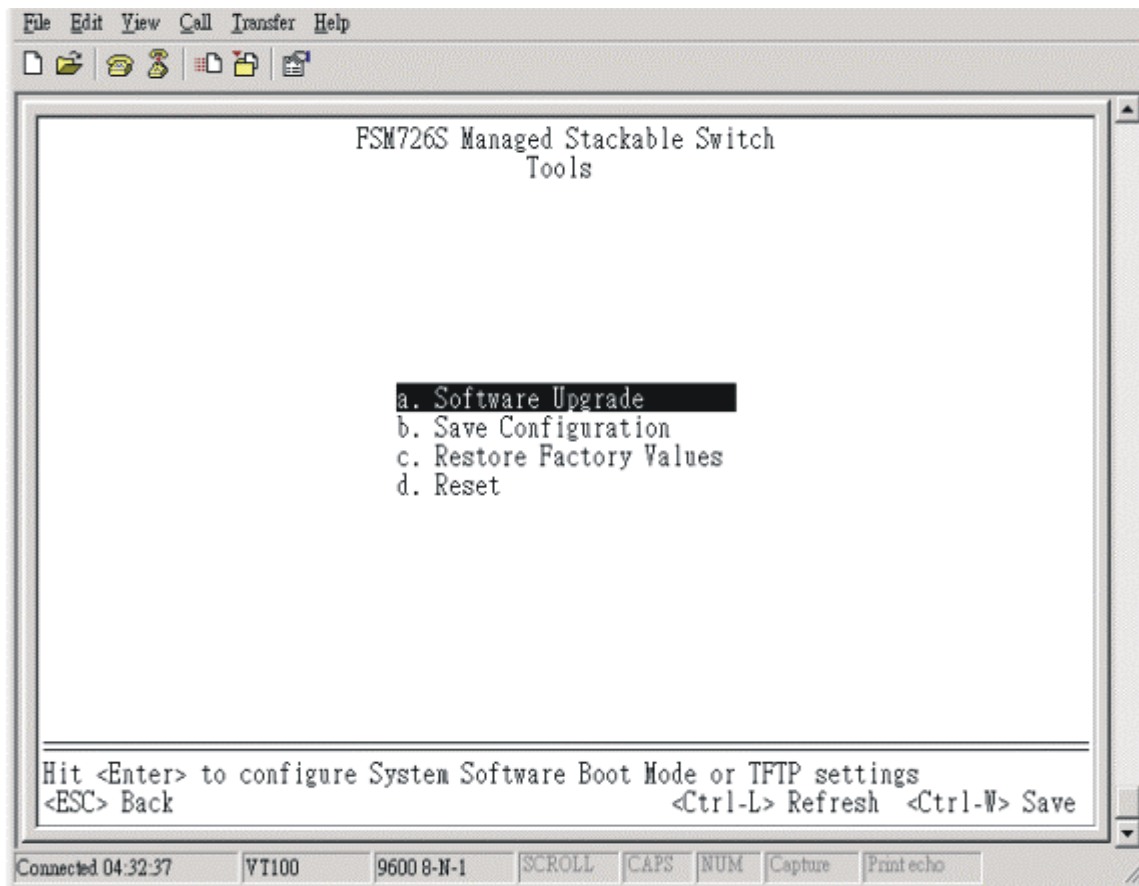 File Edit View Call Transfer Help
FSM726S Managed Stackable Switch
Tools
a. Software Upgrade
b. Save Configuration
c. Restore Factory Values
d. Reset
Hit <Enter> to configure System Software Boot Mode or TFTP settings
<ESC> Back <Ctrl-L> Refresh <Ctrl-W> Save
Connected 04:32:37 VT100 9600 8-N-1 SCROLL CAPS NUM Capture Print echo